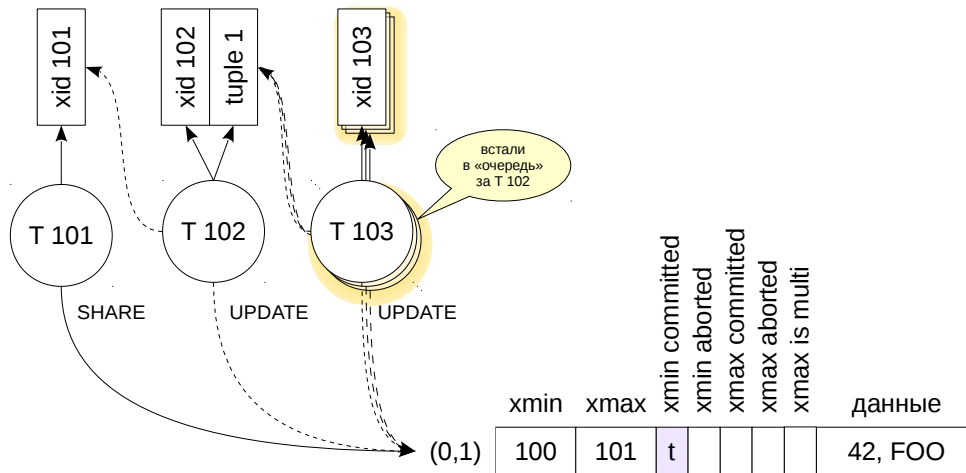 xid 101
xid 102
tuple 1
xid 103
встали
в «очередь»
за T 102
T 101
T 102
T 103
SHARE
UPDATE
UPDATE
xmin
xmax
xmin committed
xmin aborted
xmax committed
xmax aborted
xmax is multi
данные
(0,1)
100
101
t
42, FOO